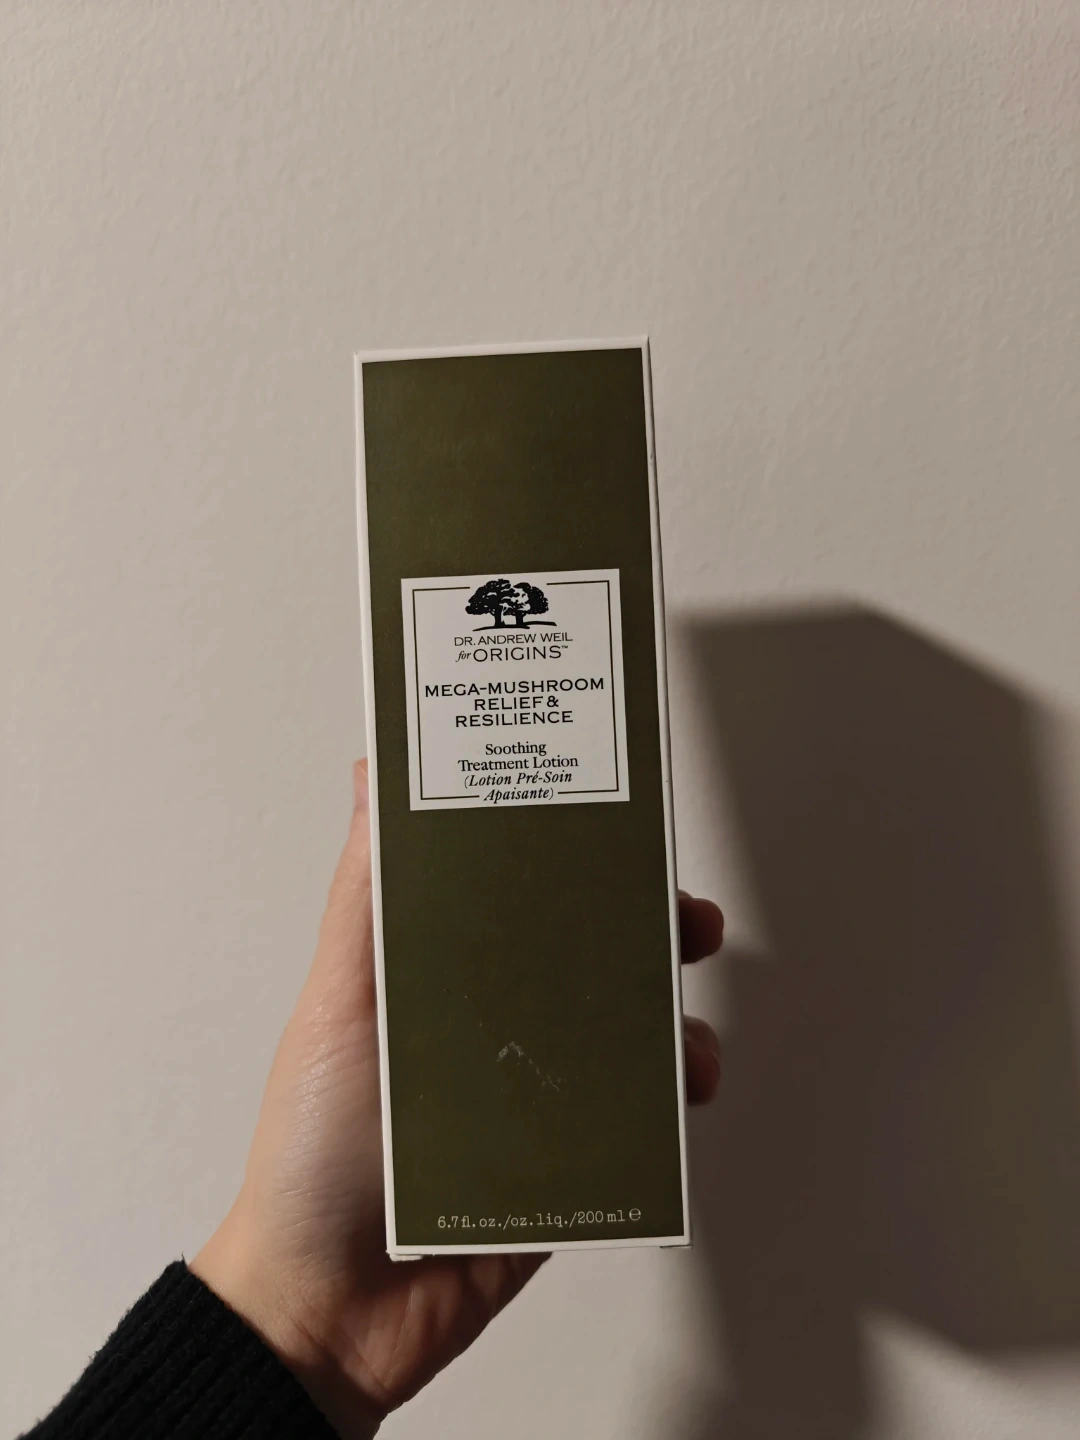 DR. ANDREW WEIL
for ORIGINS™
MEGA-MUSHROOM
RELIEF &
RESILIENCE
Soothing
Treatment Lotion
(Lotion Pré-Soin
Apaisante)
6.7 fl. oz./oz. liq./200 ml ℮